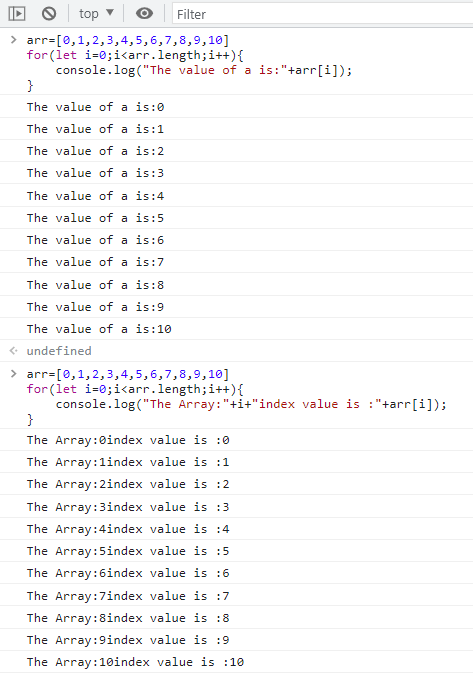 top ▼ Filter
> arr=[0,1,2,3,4,5,6,7,8,9,10]
for(let i=0;i<arr.length;i++){
    console.log("The value of a is:"+arr[i]);
}
The value of a is:0
The value of a is:1
The value of a is:2
The value of a is:3
The value of a is:4
The value of a is:5
The value of a is:6
The value of a is:7
The value of a is:8
The value of a is:9
The value of a is:10
undefined
> arr=[0,1,2,3,4,5,6,7,8,9,10]
for(let i=0;i<arr.length;i++){
    console.log("The Array:"+i+"index value is :"+arr[i]);
}
The Array:0index value is :0
The Array:1index value is :1
The Array:2index value is :2
The Array:3index value is :3
The Array:4index value is :4
The Array:5index value is :5
The Array:6index value is :6
The Array:7index value is :7
The Array:8index value is :8
The Array:9index value is :9
The Array:10index value is :10